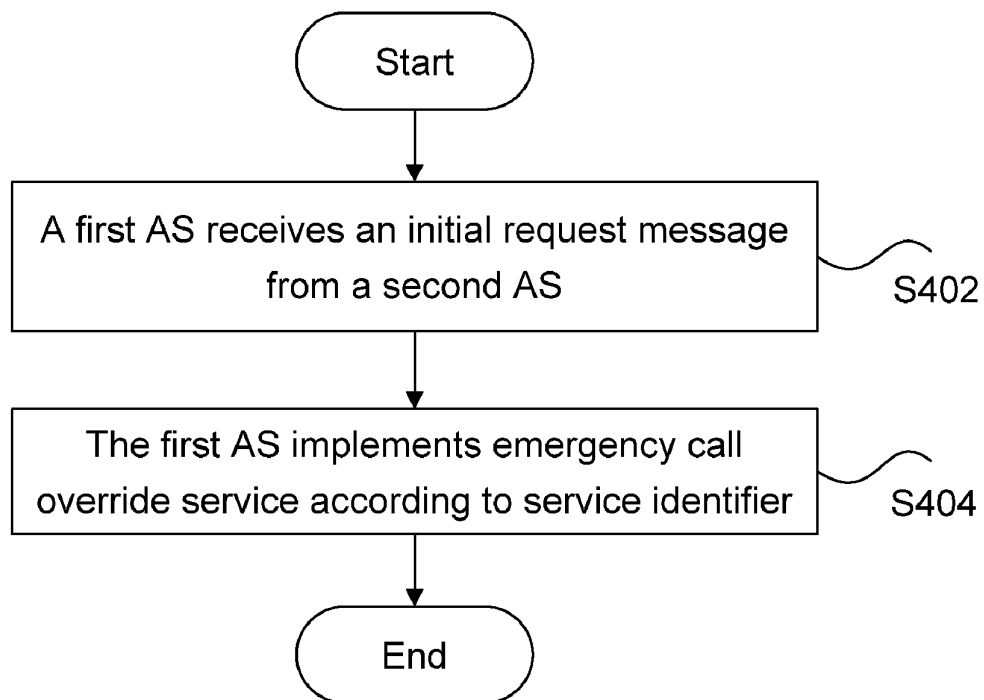 Start
A first AS receives an initial request message
from a second AS
S402
The first AS implements emergency call
override service according to service identifier
S404
End